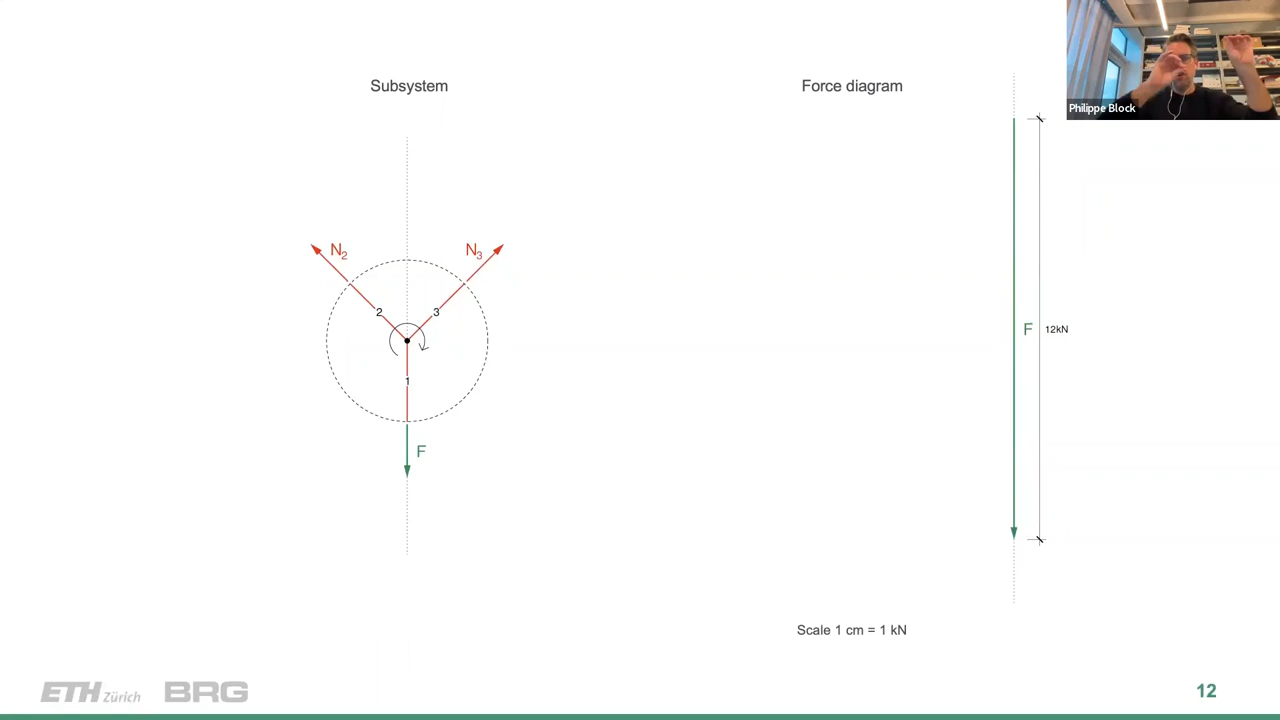 Subsystem
Force diagram
Philippe Block
N2
N3
2
3
1
F
F
12kN
Scale 1 cm = 1 kN
ETH Zürich
BRG
12